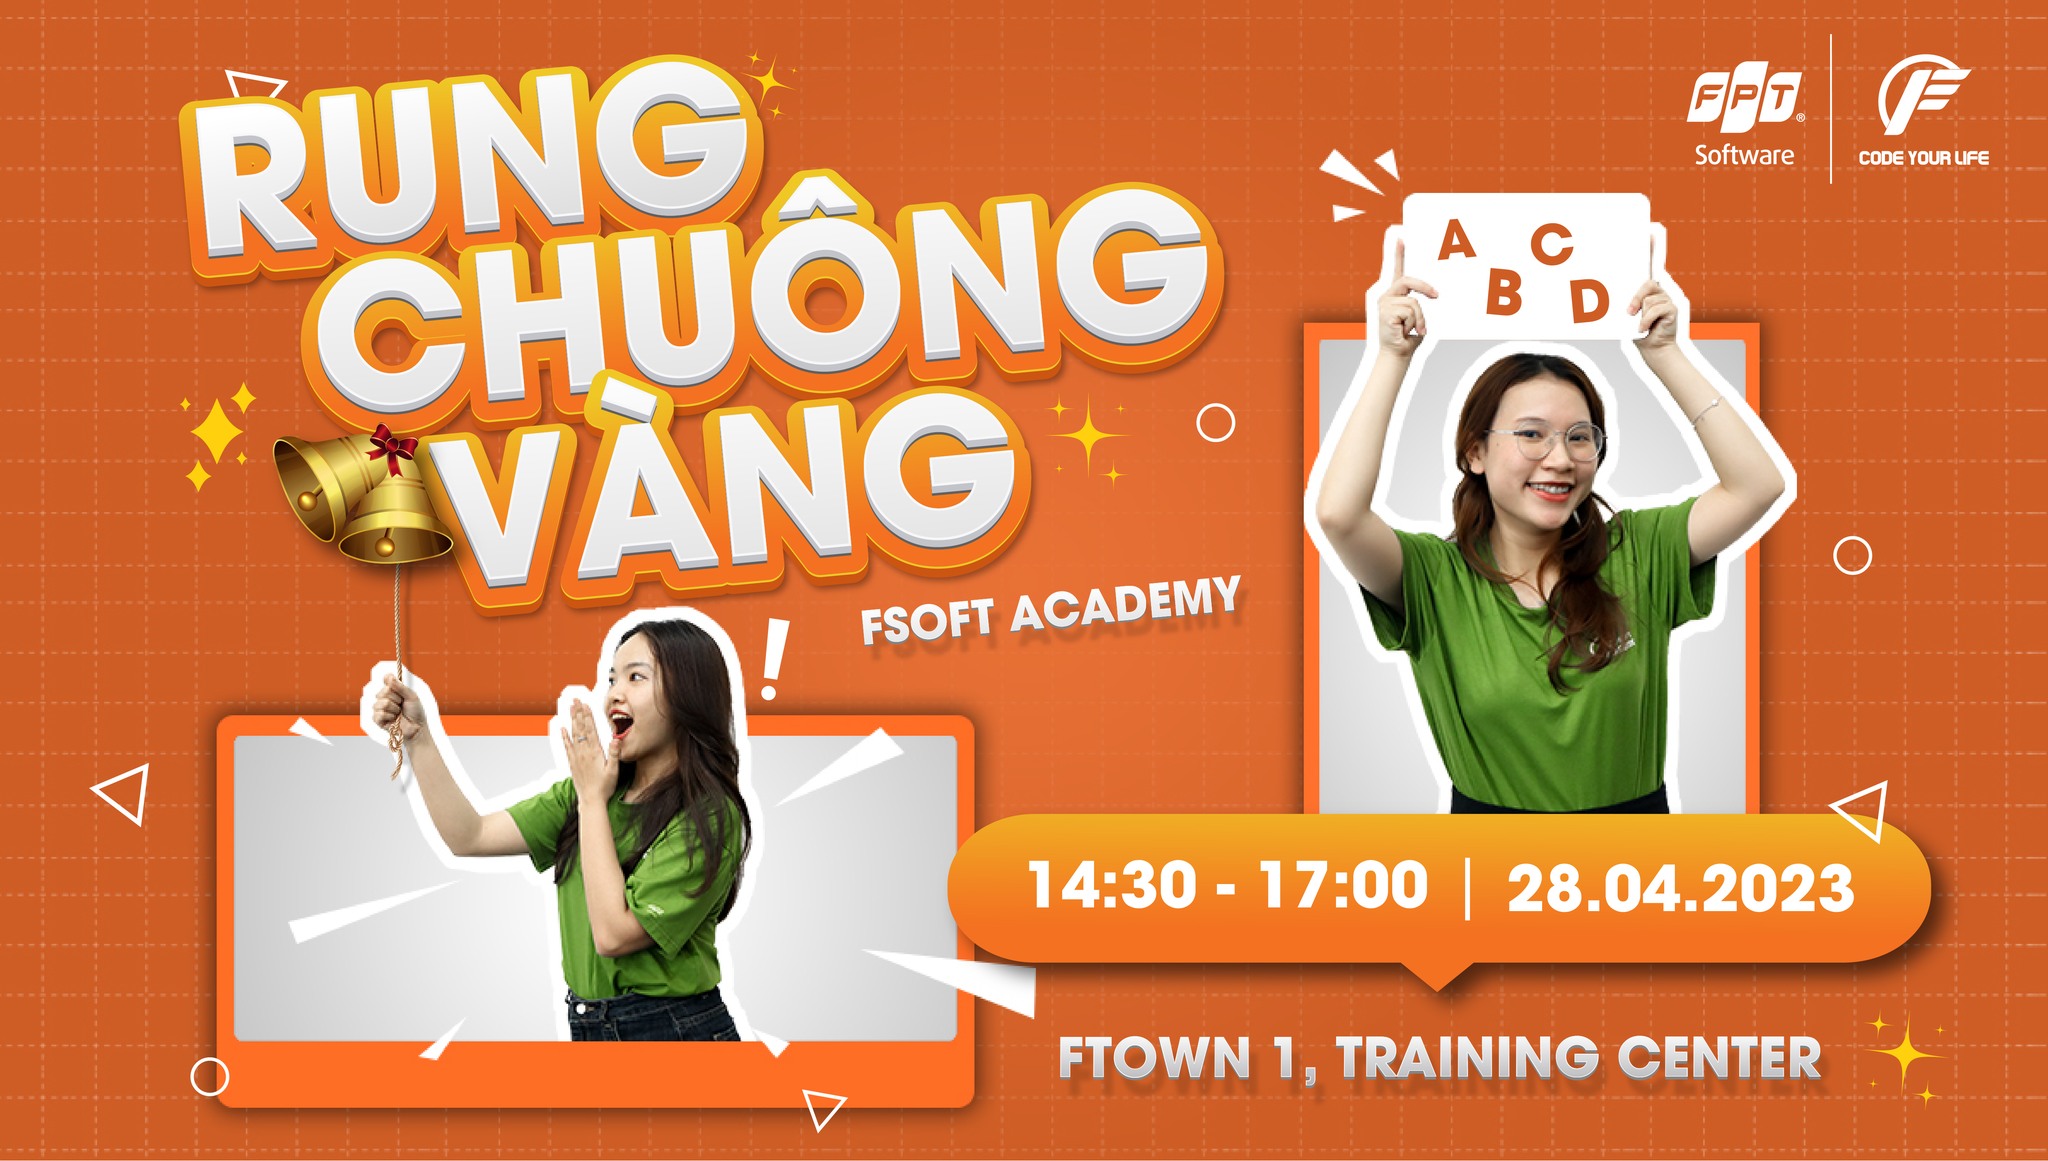 RUNG
CHUÔNG
VÀNG
FSOFT ACADEMY
!
FPT®
Software
CODE YOUR LIFE
A C
B D
14:30 - 17:00 | 28.04.2023
FTOWN 1, TRAINING CENTER